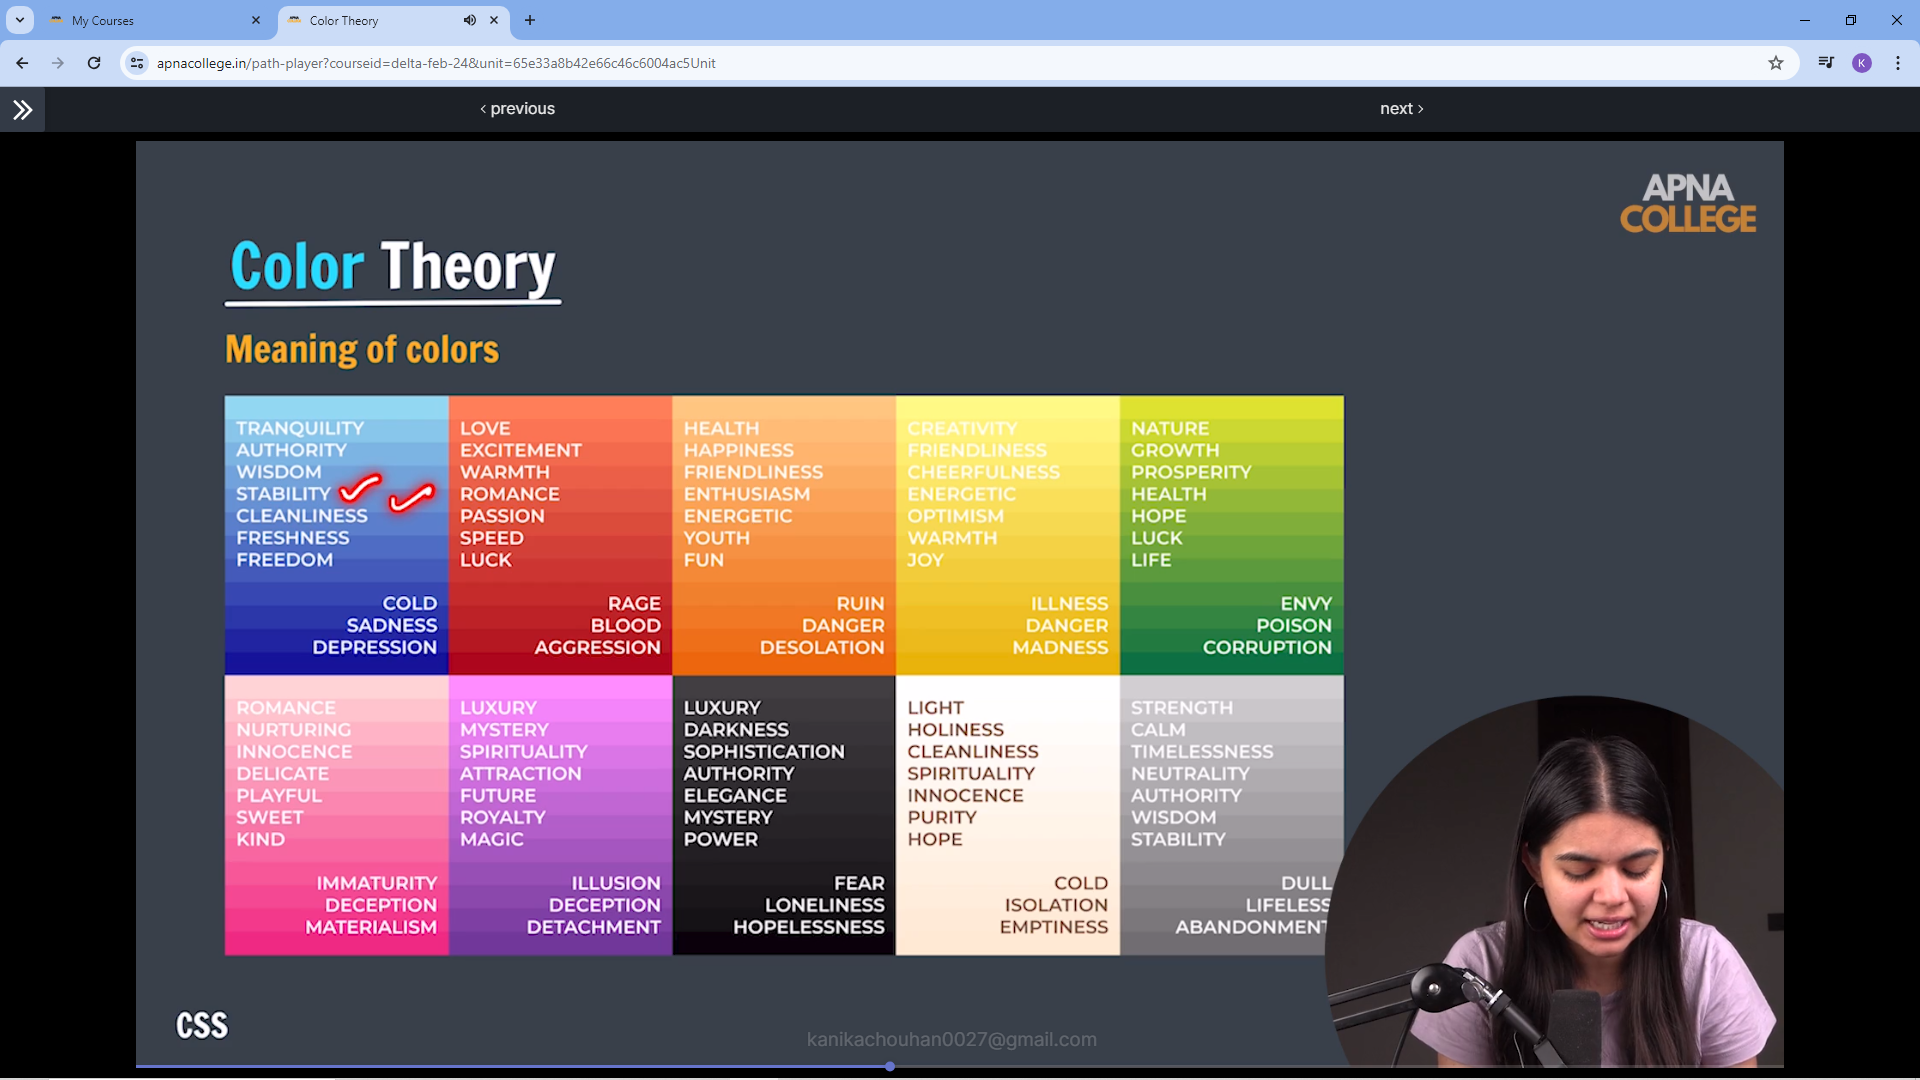 My Courses
Color Theory
apnacollege.in/path-player?courseid=delta-feb-24&unit=65e33a8b42e66c46c6004ac5Unit
K
‹ previous
next ›
APNA
COLLEGE
Color Theory
Meaning of colors
TRANQUILITY
AUTHORITY
WISDOM
STABILITY
CLEANLINESS
FRESHNESS
FREEDOM
COLD
SADNESS
DEPRESSION
LOVE
EXCITEMENT
WARMTH
ROMANCE
PASSION
SPEED
LUCK
RAGE
BLOOD
AGGRESSION
HEALTH
HAPPINESS
FRIENDLINESS
ENTHUSIASM
ENERGETIC
YOUTH
FUN
RUIN
DANGER
DESOLATION
CREATIVITY
FRIENDLINESS
CHEERFULNESS
ENERGETIC
OPTIMISM
WARMTH
JOY
ILLNESS
DANGER
MADNESS
NATURE
GROWTH
PROSPERITY
HEALTH
HOPE
LUCK
LIFE
ENVY
POISON
CORRUPTION
ROMANCE
NURTURING
INNOCENCE
DELICATE
PLAYFUL
SWEET
KIND
IMMATURITY
DECEPTION
MATERIALISM
LUXURY
MYSTERY
SPIRITUALITY
ATTRACTION
FUTURE
ROYALTY
MAGIC
ILLUSION
DECEPTION
DETACHMENT
LUXURY
DARKNESS
SOPHISTICATION
AUTHORITY
ELEGANCE
MYSTERY
POWER
FEAR
LONELINESS
HOPELESSNESS
LIGHT
HOLINESS
CLEANLINESS
SPIRITUALITY
INNOCENCE
PURITY
HOPE
COLD
ISOLATION
EMPTINESS
STRENGTH
CALM
TIMELESSNESS
NEUTRALITY
AUTHORITY
WISDOM
STABILITY
DULL
LIFELESS
ABANDONMENT
CSS
kanikachouhan0027@gmail.com